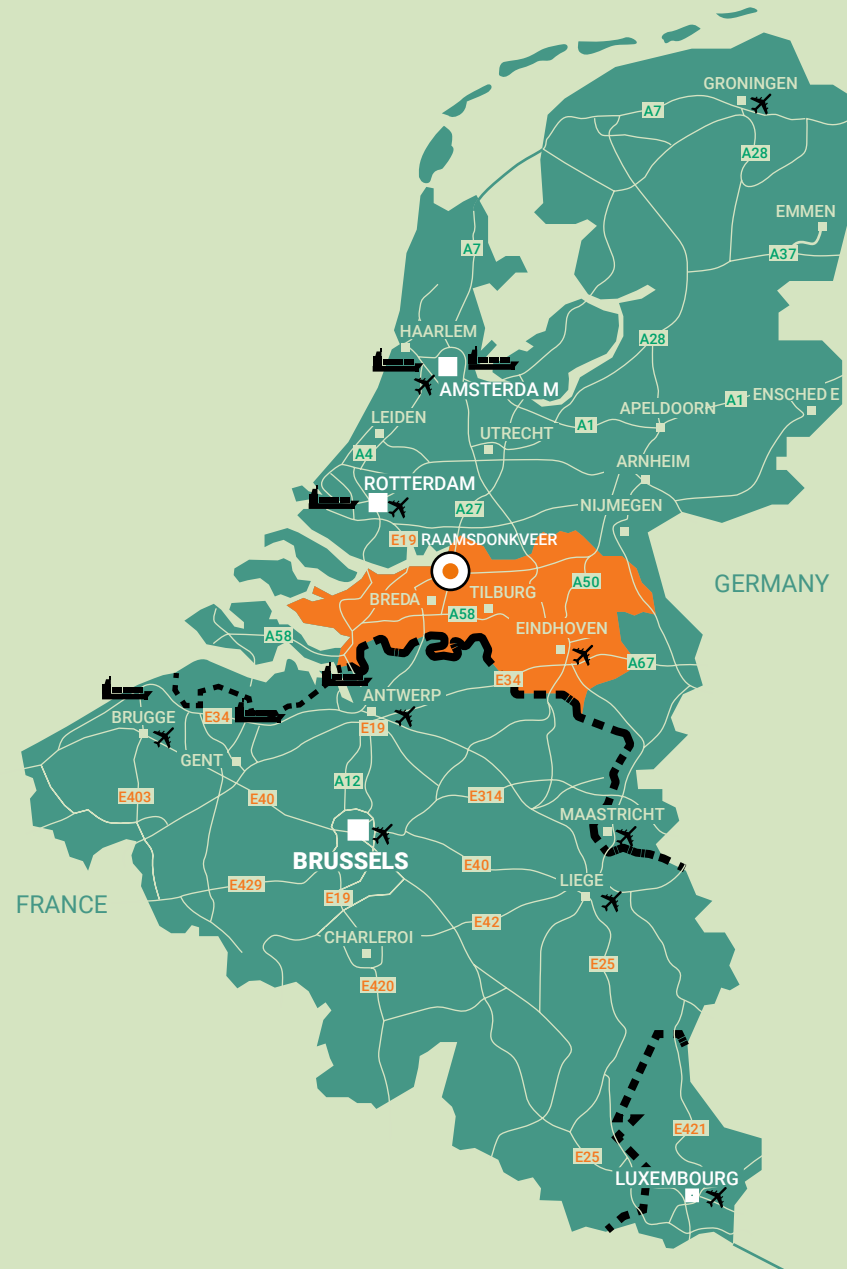 GRONINGEN
A7
A28
EMMEN
A7
A37
HAARLEM
A28
AMSTERDA M
A1
ENSCHED E
APELDOORN
LEIDEN
A1
UTRECHT
A4
ARNHEIM
ROTTERDAM
A27
NIJMEGEN
E19
RAAMSDONKVEER
A50
GERMANY
BREDA
TILBURG
A58
EINDHOVEN
A58
A67
E34
ANTWERP
BRUGGE
E34
E19
GENT
A12
E403
E40
E314
MAASTRICHT
BRUSSELS
E40
LIEGE
E429
E19
FRANCE
E42
CHARLEROI
E25
E420
E421
E25
LUXEMBOURG